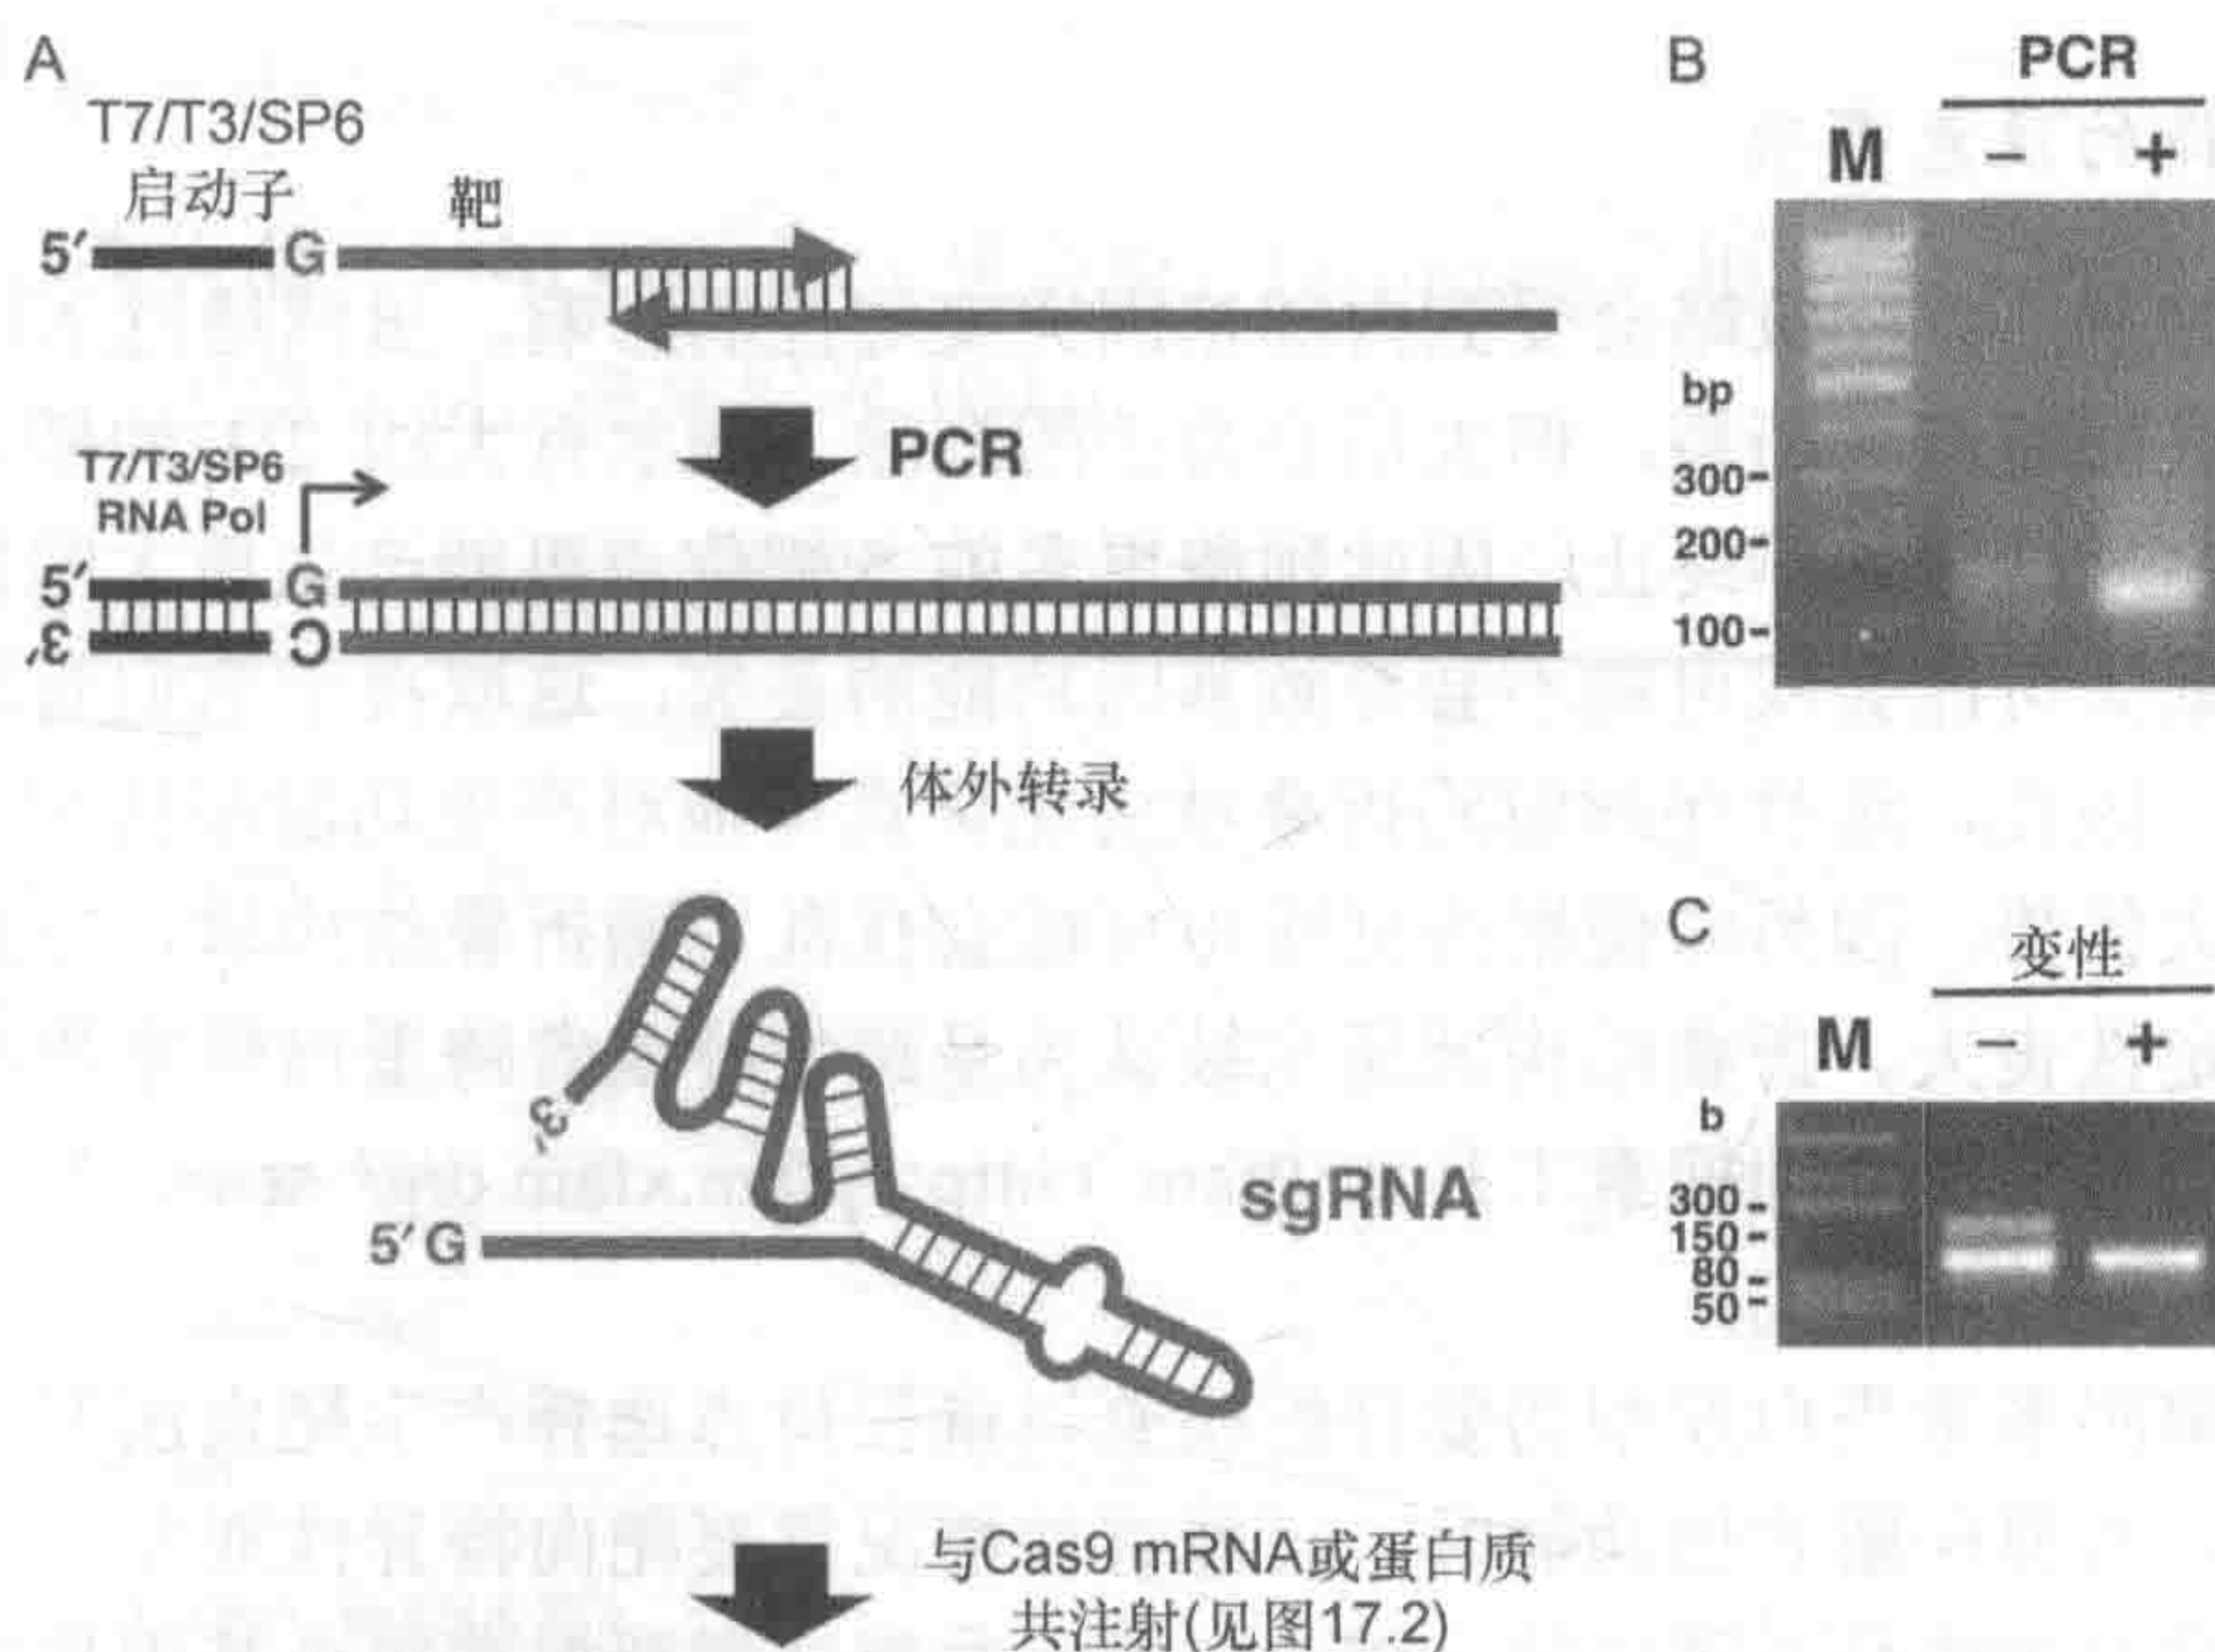 A
T7/T3/SP6
启动子
靶
5′
G
PCR
T7/T3/SP6
RNA Pol
5′
G
3′
C
体外转录
3′
5′ G
sgRNA
与Cas9 mRNA或蛋白质
共注射(见图17.2)
B
PCR
M - +
bp
300-
200-
100-
C
变性
M - +
b
300-
150-
80-
50-